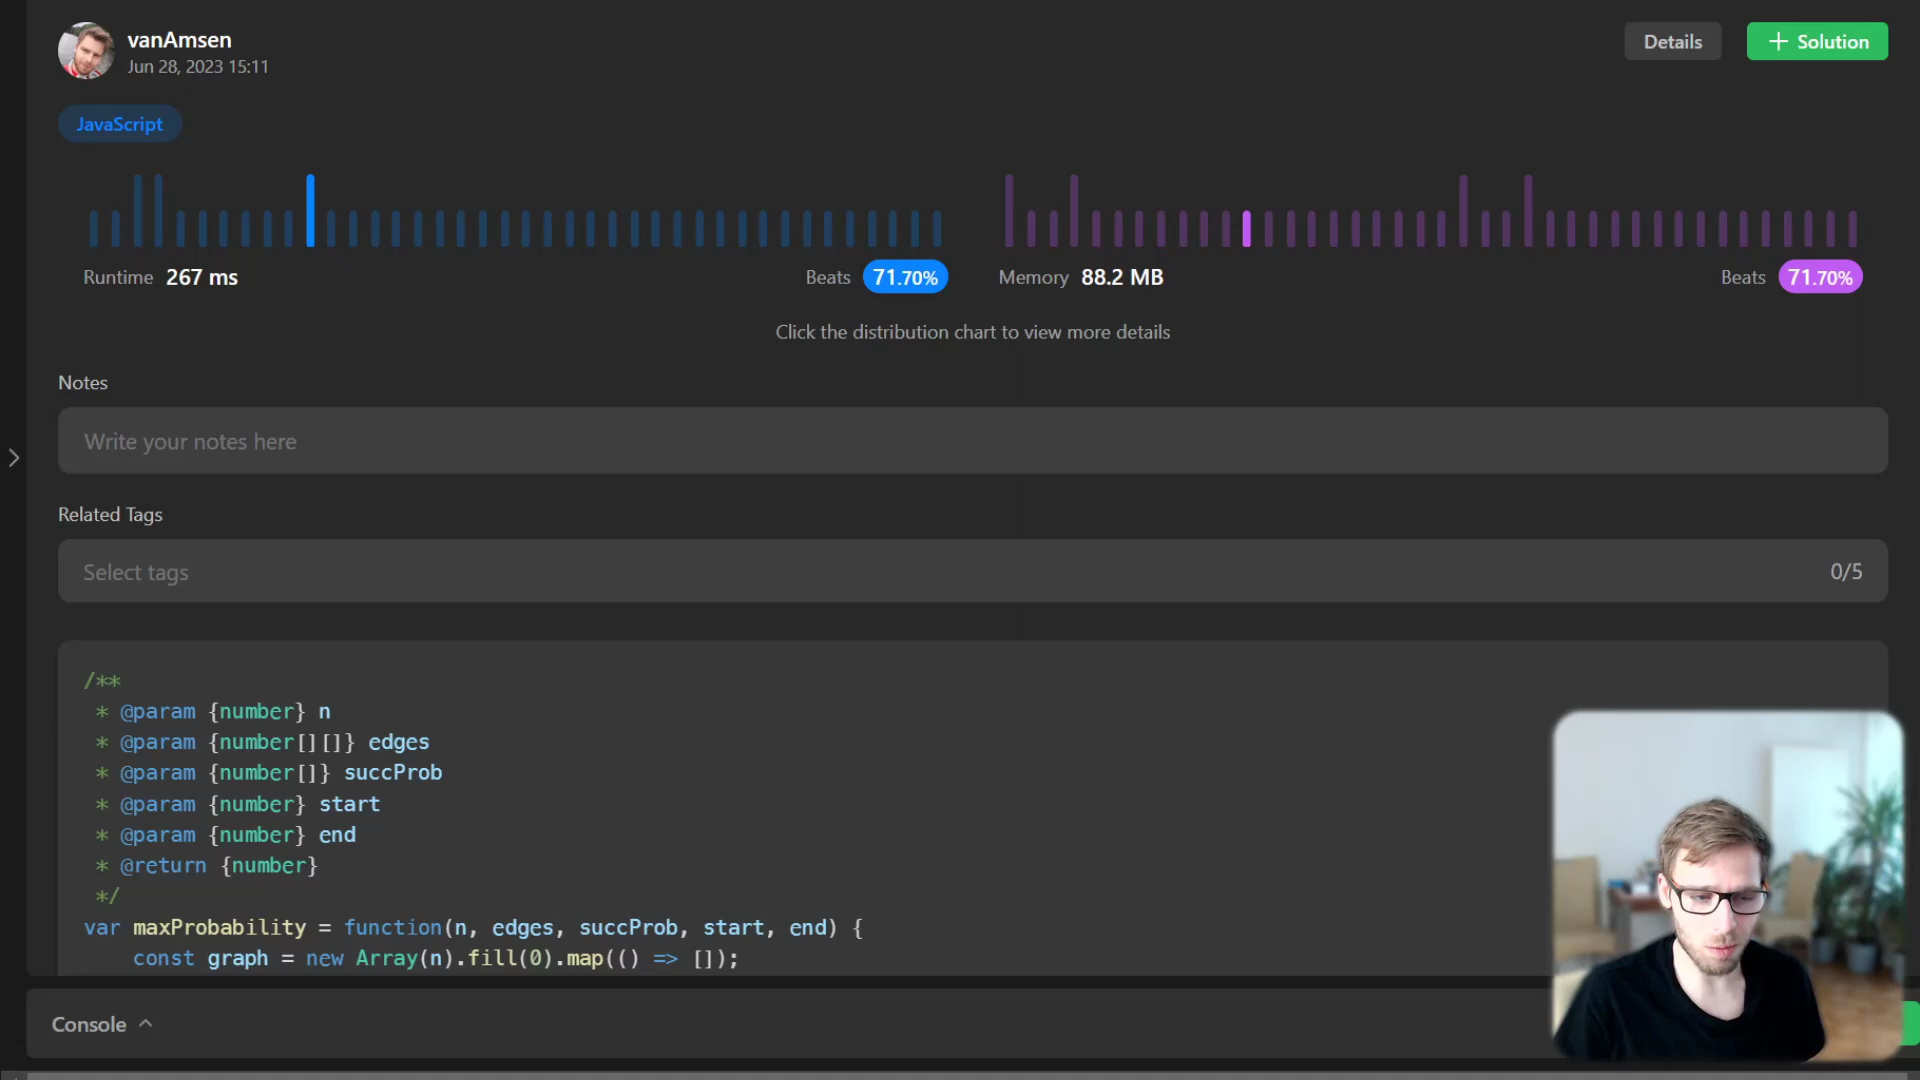 vanAmsen
Jun 28, 2023 15:11
Details
Solution
JavaScript
Runtime 267 ms
Beats 71.70%
Memory 88.2 MB
Beats 71.70%
Click the distribution chart to view more details
Notes
Write your notes here
Related Tags
Select tags
0/5
/**
* @param {number} n
* @param {number[][]} edges
* @param {number[]} succProb
* @param {number} start
* @param {number} end
* @return {number}
*/
var maxProbability = function(n, edges, succProb, start, end) {
const graph = new Array(n).fill(0).map(() => []);
Console